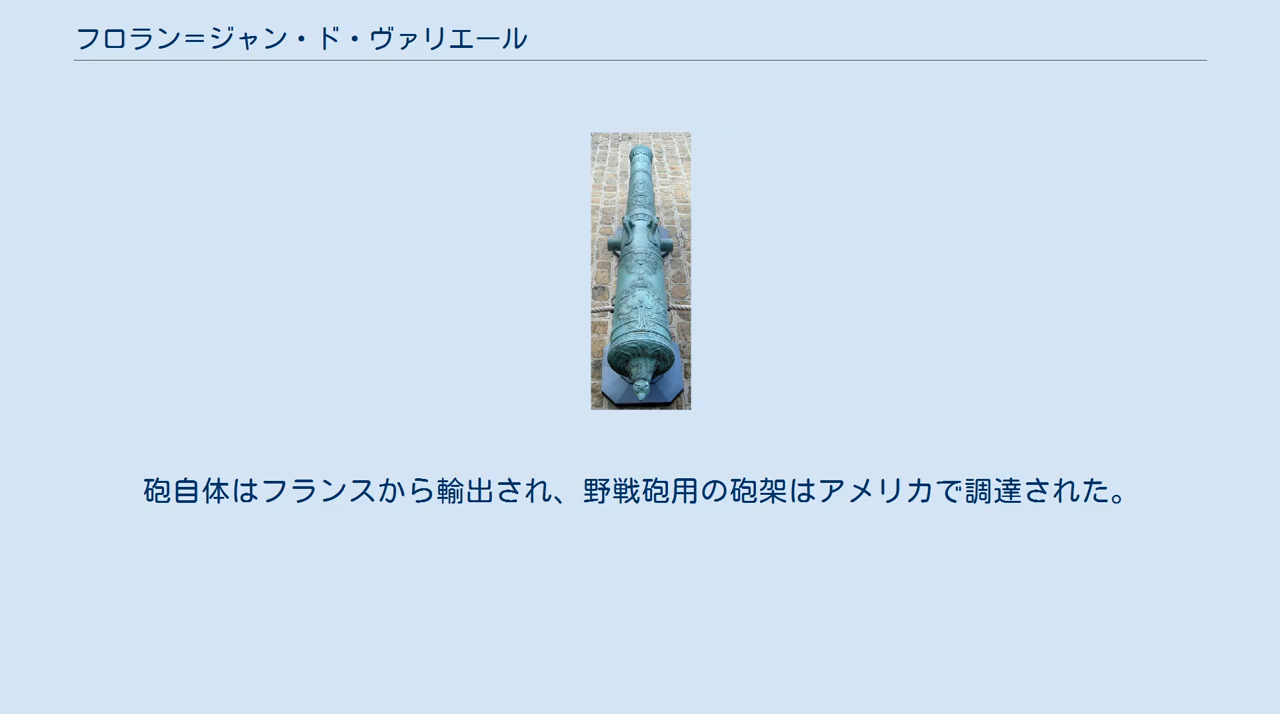 フロラン＝ジャン・ド・ヴァリエール
砲自体はフランスから輸出され、野戦砲用の砲架はアメリカで調達された。